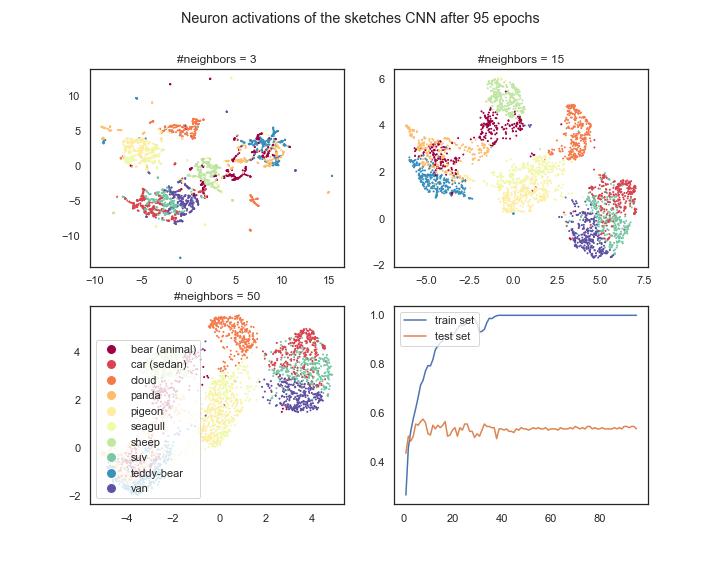 Neuron activations of the sketches CNN after 95 epochs
#neighbors = 3
10
5
0
−5
−10
−10
−5
0
5
10
15
#neighbors = 15
6
4
2
0
−2
−5.0
−2.5
0.0
2.5
5.0
7.5
#neighbors = 50
4
2
0
−2
−4
−2
0
2
4
bear (animal)
car (sedan)
cloud
panda
pigeon
seagull
sheep
suv
teddy-bear
van
train set
test set
1.0
0.8
0.6
0.4
0
20
40
60
80